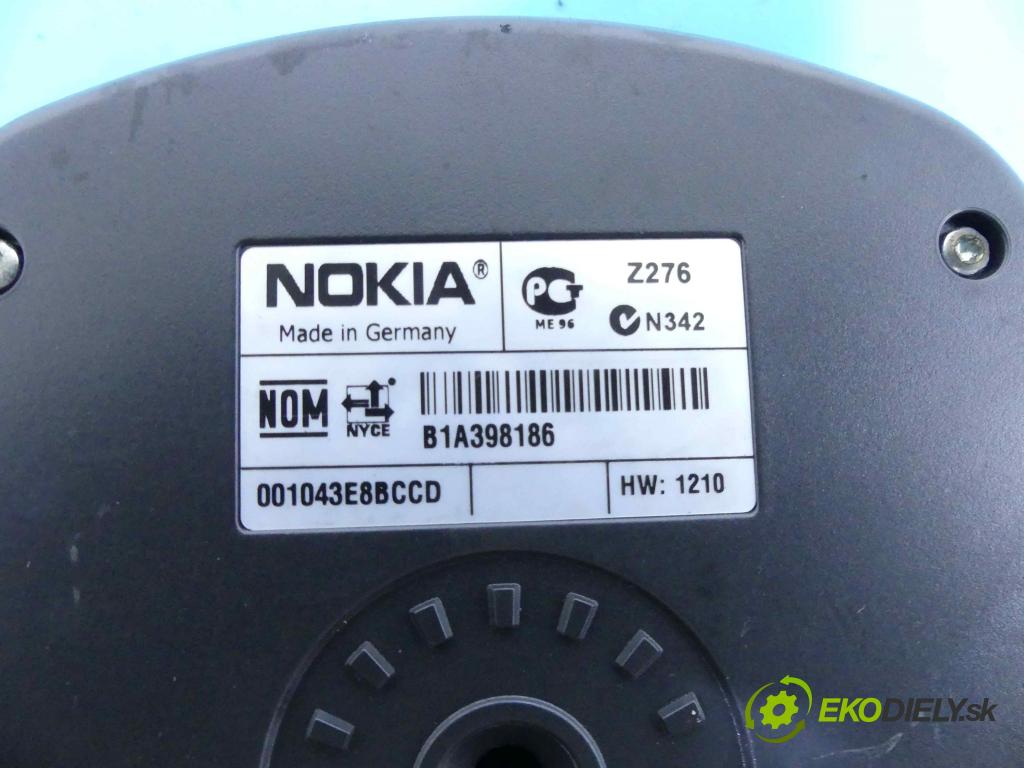 NOKIA®
Made in Germany
PCT
ME 96
Z276
N342
NOM
NYCE
B1A398186
001043E8BCCD
HW: 1210
EKODIELY.sk